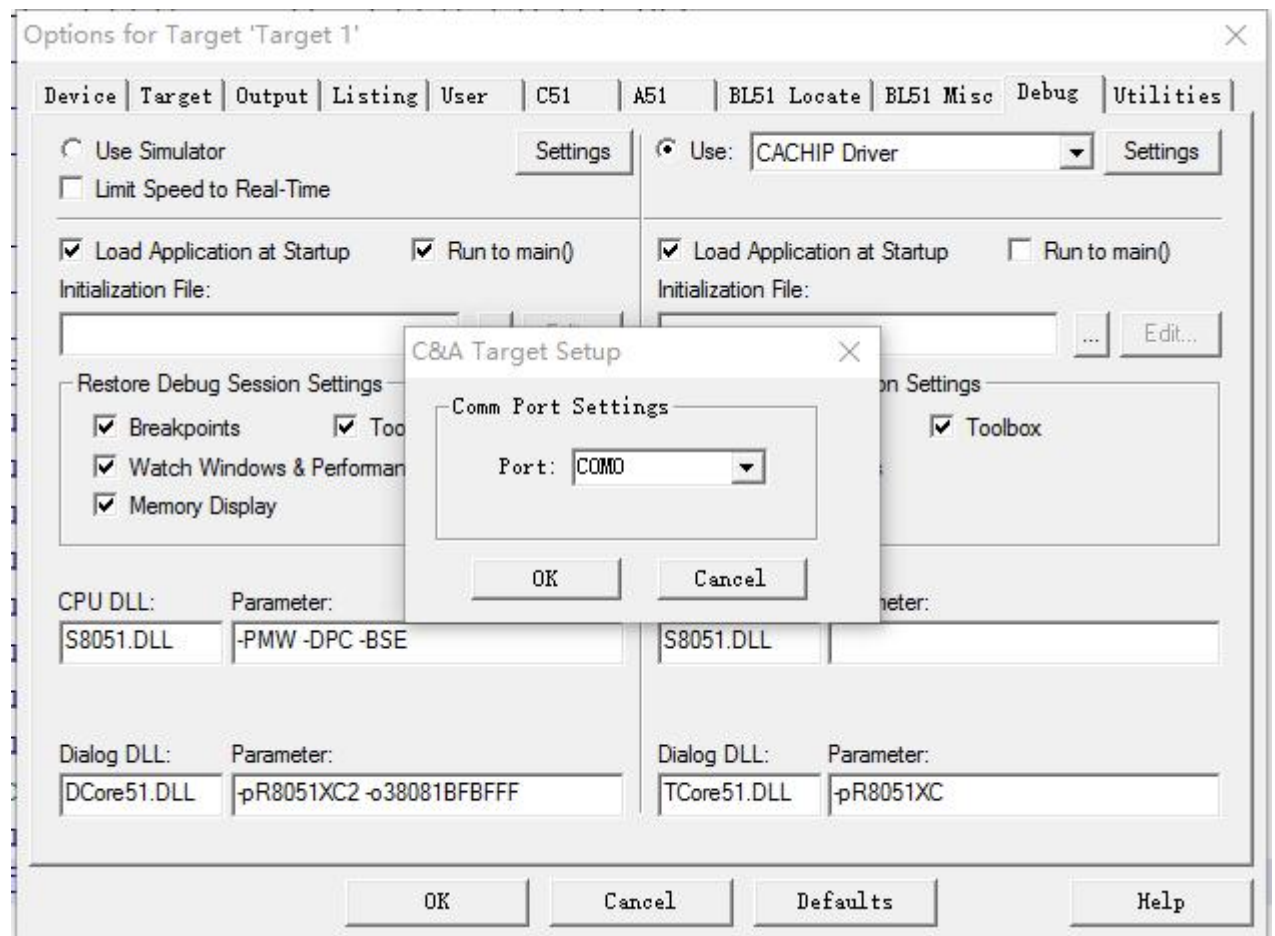 Options for Target 'Target 1'
Device Target Output Listing User C51 A51 BL51 Locate BL51 Misc Debug Utilities
Use Simulator Settings Use: CACHIP Driver Settings
Limit Speed to Real-Time
Load Application at Startup Run to main() Load Application at Startup Run to main()
Initialization File: Initialization File:
... Edit...
C&A Target Setup
Restore Debug Session Settings on Settings
Comm Port Settings
Breakpoints Too Toolbox
Watch Windows & Performan Port: COM0
Memory Display
OK Cancel
CPU DLL: Parameter: neter:
S8051.DLL -PMW -DPC -BSE S8051.DLL
Dialog DLL: Parameter: Dialog DLL: Parameter:
DCore51.DLL -pR8051XC2 -o38081BFBFFF TCore51.DLL -pR8051XC
OK Cancel Defaults Help